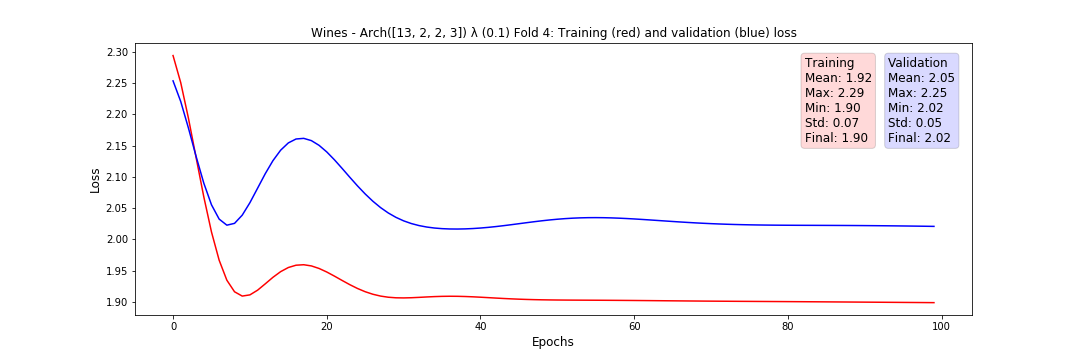 Wines - Arch([13, 2, 2, 3]) λ (0.1) Fold 4: Training (red) and validation (blue) loss
Training
Mean: 1.92
Max: 2.29
Min: 1.90
Std: 0.07
Final: 1.90
Validation
Mean: 2.05
Max: 2.25
Min: 2.02
Std: 0.05
Final: 2.02
Loss
2.30
2.25
2.20
2.15
2.10
2.05
2.00
1.95
1.90
0
20
40
60
80
100
Epochs